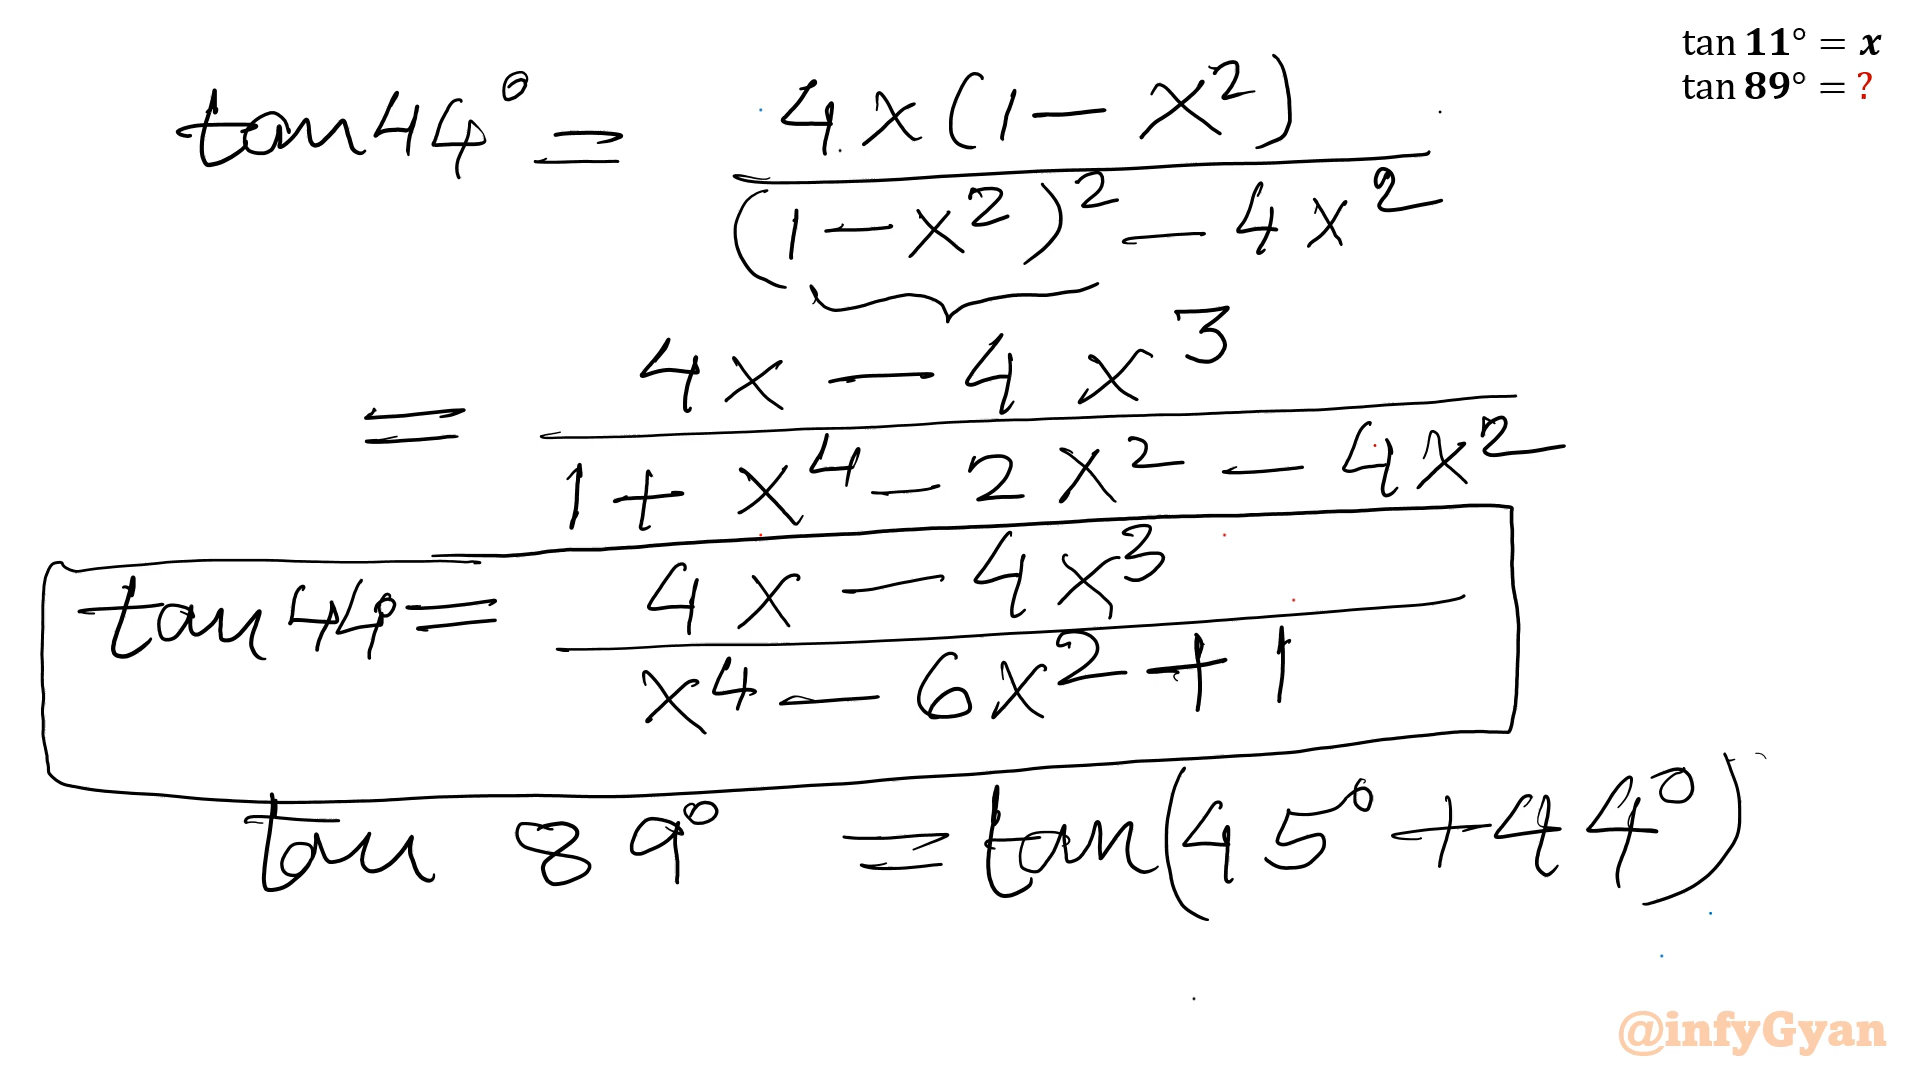 tan 11° = x
tan 89° = ?
tan44° = 4x(1 - x²) / (1 - x²)² - 4x²
= 4x - 4x³ / 1 + x⁴ - 2x² - 4x²
tan44° = 4x - 4x³ / x⁴ - 6x² + 1
tan 89° = tan(45° + 44°)
@infyGyan